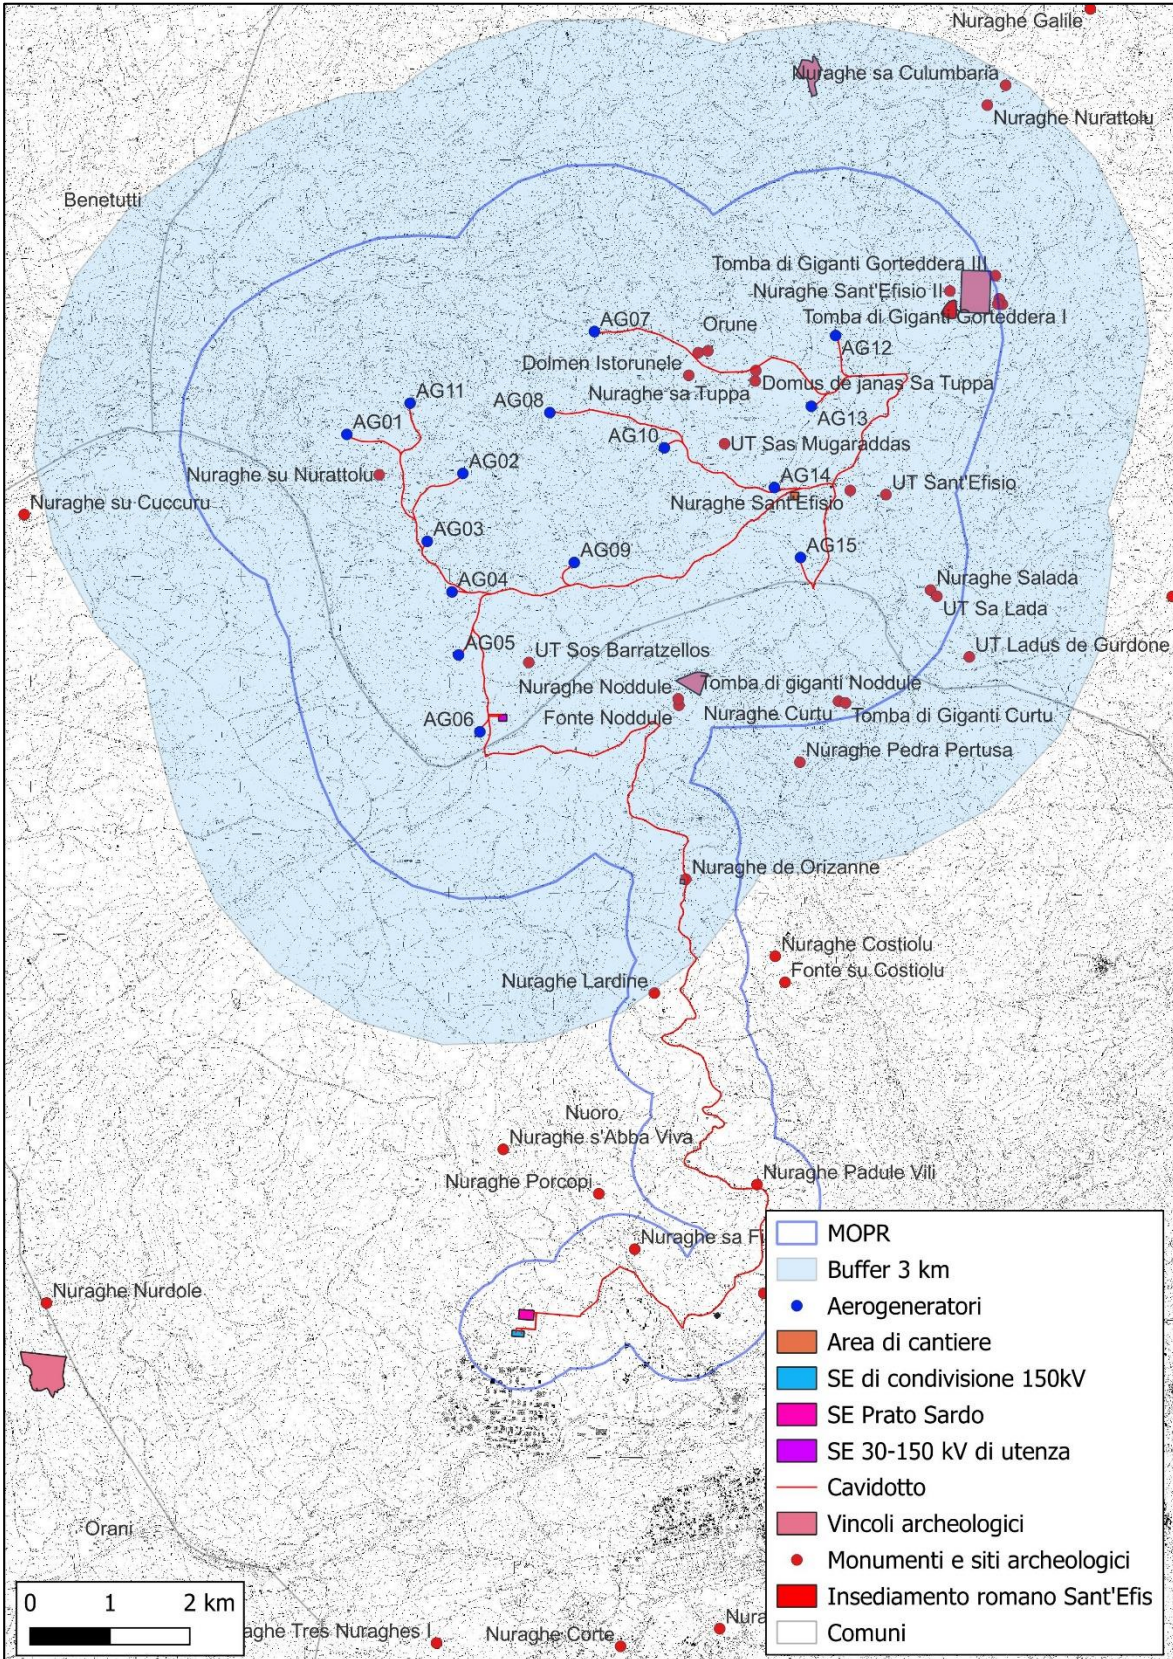 Nuraghe Galile
Nuraghe sa Culumbaria
Nuraghe Nurattolu
Benetutti
Tomba di Giganti Gorteddera III
Nuraghe Sant'Efisio II
Tomba di Giganti Gorteddera I
AG07
Orune
AG12
Dolmen Istorunele
Domus de janas Sa Tuppa
Nuraghe sa Tuppa
AG11
AG08
AG13
AG01
AG10
UT Sas Mugaraddas
Nuraghe su Nurattolu
AG02
AG14
UT Sant'Efisio
Nuraghe su Cuccuru
Nuraghe Sant'Efisio
AG03
AG09
AG15
AG04
Nuraghe Salada
UT Sa Lada
AG05
UT Sos Barratzellos
UT Ladus de Gurdone
Nuraghe Noddule
Tomba di giganti Noddule
AG06
Fonte Noddule
Nuraghe Curtu
Tomba di Giganti Curtu
Nuraghe Pedra Pertusa
Nuraghe de Orizanne
Nuraghe Costiolu
Fonte su Costiolu
Nuraghe Lardine
Nuoro
Nuraghe s'Abba Viva
Nuraghe Porcopi
Nuraghe Padule Vili
Nuraghe sa Fi
Nuraghe Nurdole
Orani
MOPR
Buffer 3 km
Aerogeneratori
Area di cantiere
SE di condivisione 150kV
SE Prato Sardo
SE 30-150 kV di utenza
Cavidotto
Vincoli archeologici
Monumenti e siti archeologici
Insediamento romano Sant'Efis
Comuni
0 1 2 km
aghe Tres Nuraghes I
Nuraghe Corte
Nura